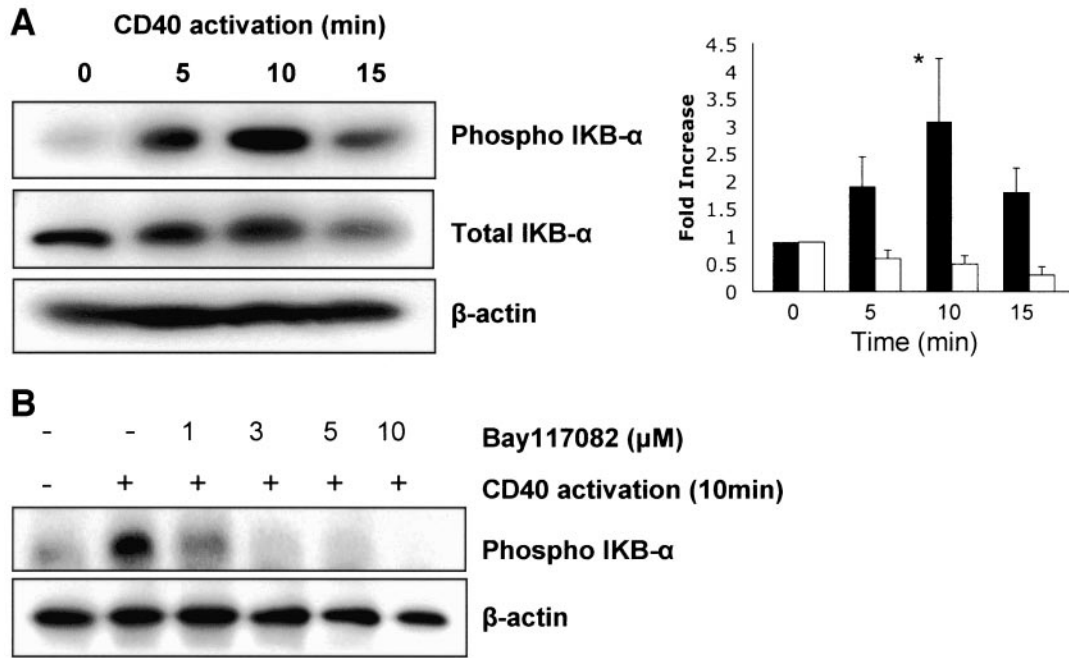 A
CD40 activation (min)
0 5 10 15
Phospho IKB-α
Total IKB-α
β-actin
Fold Increase
4.5
4
3.5
3
2.5
2
1.5
1
0.5
0
*
0 5 10 15
Time (min)
B
- - 1 3 5 10 Bay117082 (µM)
- + + + + + CD40 activation (10min)
Phospho IKB-α
β-actin